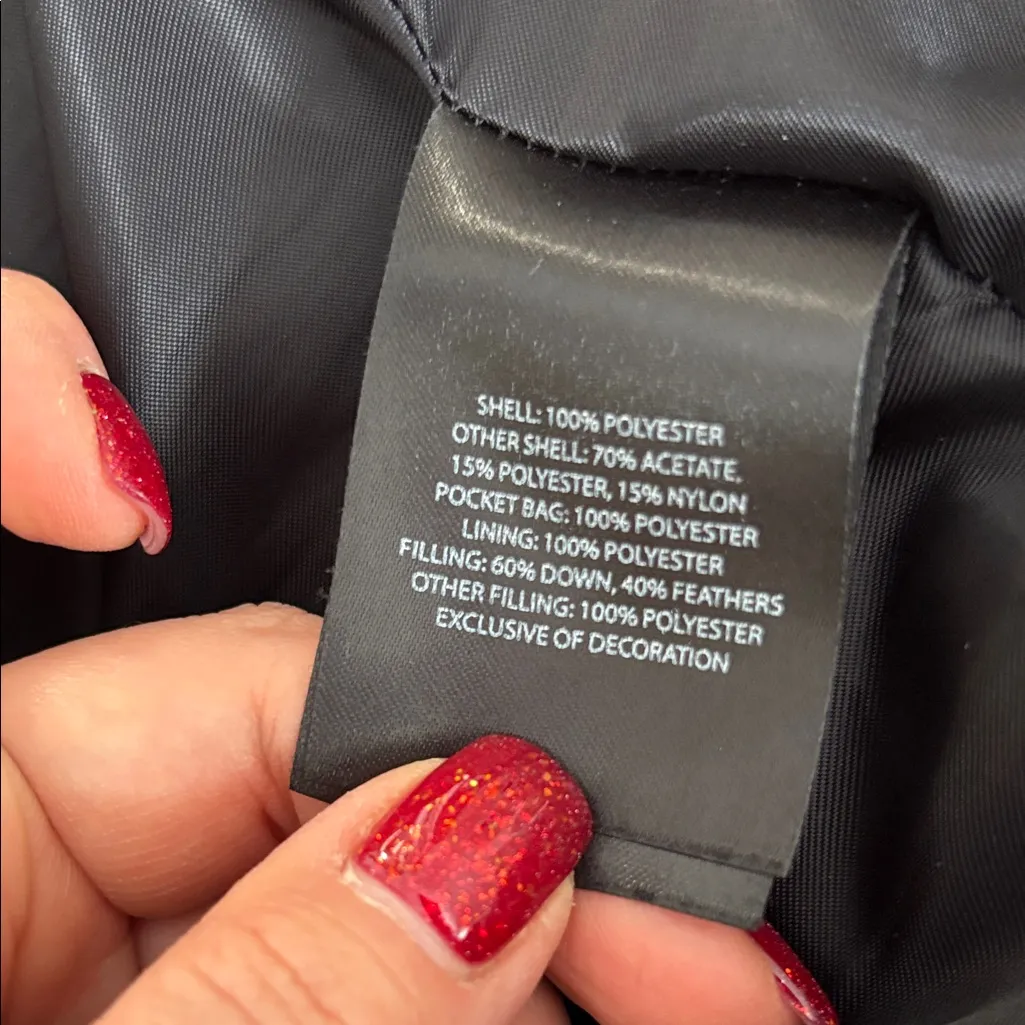 SHELL: 100% POLYESTER
OTHER SHELL: 70% ACETATE,
15% POLYESTER, 15% NYLON
POCKET BAG: 100% POLYESTER
LINING: 100% POLYESTER
FILLING: 60% DOWN, 40% FEATHERS
OTHER FILLING: 100% POLYESTER
EXCLUSIVE OF DECORATION